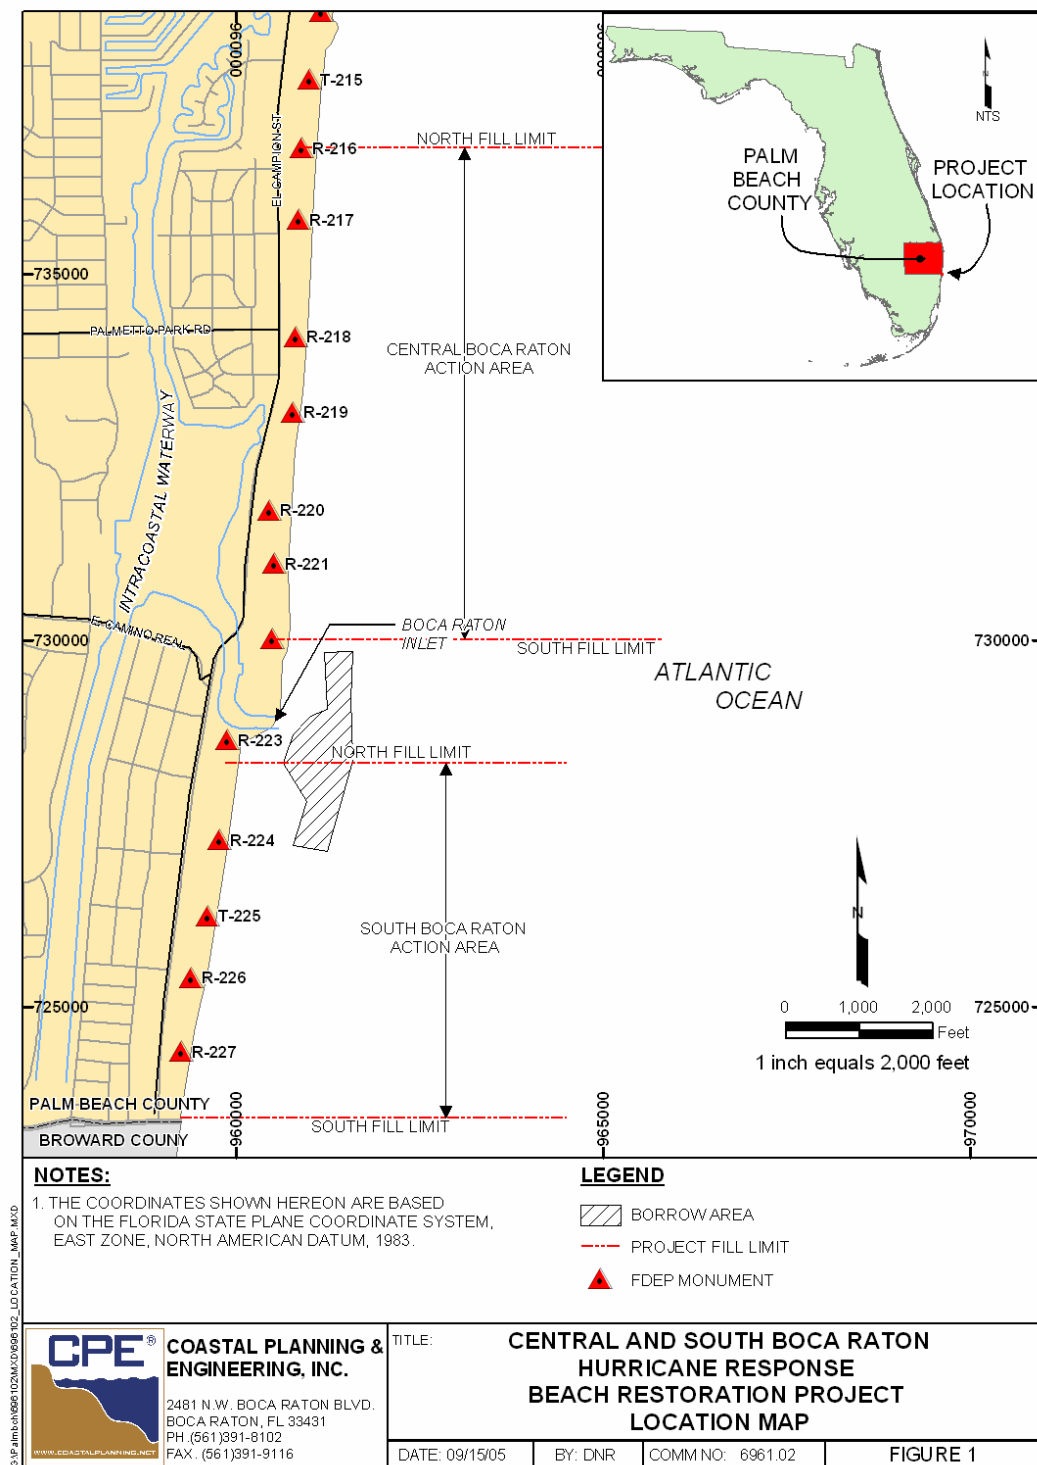 000096
000096
T-215
NORTH FILL LIMIT
R-216
EL CAMPION ST
R-217
NTS
PALM
BEACH
COUNTY
PROJECT
LOCATION
735000
PALMETTO PARK RD
R-218
CENTRAL BOCA RATON
ACTION AREA
R-219
INTRACOASTAL WATERWAY
R-220
R-221
E. CAMINO REAL
BOCA RATON
INLET
730000
SOUTH FILL LIMIT
730000
ATLANTIC
OCEAN
R-223
NORTH FILL LIMIT
R-224
T-225
SOUTH BOCA RATON
ACTION AREA
N
R-226
725000
0 1,000 2,000
Feet
725000
R-227
1 inch equals 2,000 feet
PALM BEACH COUNTY
SOUTH FILL LIMIT
BROWARD COUNY
960000
965000
970000
NOTES:
1. THE COORDINATES SHOWN HEREON ARE BASED
ON THE FLORIDA STATE PLANE COORDINATE SYSTEM,
EAST ZONE, NORTH AMERICAN DATUM, 1983.
LEGEND
BORROW AREA
PROJECT FILL LIMIT
FDEP MONUMENT
CPE®
WWW.COASTALPLANNING.NET
COASTAL PLANNING &
ENGINEERING, INC.
2481 N.W. BOCA RATON BLVD.
BOCA RATON, FL 33431
PH.(561)391-8102
FAX. (561)391-9116
TITLE:
CENTRAL AND SOUTH BOCA RATON
HURRICANE RESPONSE
BEACH RESTORATION PROJECT
LOCATION MAP
DATE: 09/15/05
BY: DNR
COMM NO: 6961.02
FIGURE 1